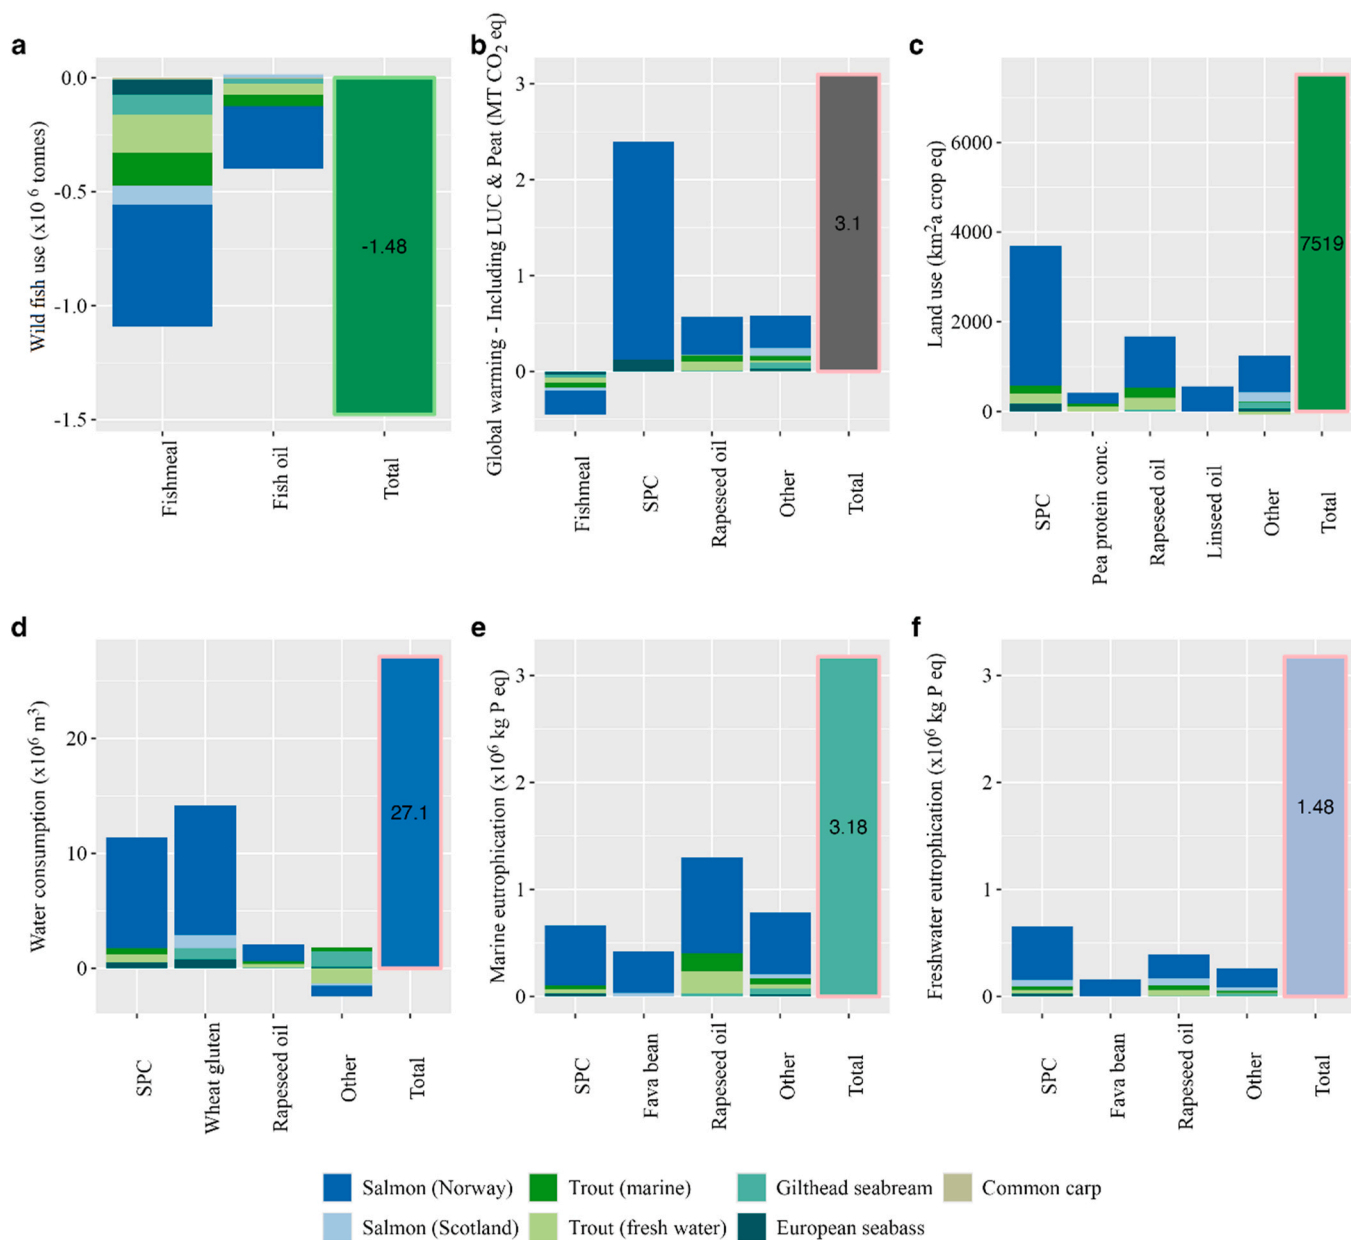 a
Wild fish use (x10 6 tonnes)
0.0
-0.5
-1.0
-1.5
-1.48
Fishmeal
Fish oil
Total
b
Global warming - Including LUC & Peat (MT CO2 eq)
3
2
1
0
3.1
Fishmeal
SPC
Rapeseed oil
Other
Total
c
Land use (km2a crop eq)
6000
4000
2000
0
7519
SPC
Pea protein conc.
Rapeseed oil
Linseed oil
Other
Total
d
Water consumption (x106 m3)
20
10
0
27.1
SPC
Wheat gluten
Rapeseed oil
Other
Total
e
Marine eutrophication (x106 kg P eq)
3
2
1
0
3.18
SPC
Fava bean
Rapeseed oil
Other
Total
f
Freshwater eutrophication (x106 kg P eq)
3
2
1
0
1.48
SPC
Fava bean
Rapeseed oil
Other
Total
Salmon (Norway)
Trout (marine)
Gilthead seabream
Common carp
Salmon (Scotland)
Trout (fresh water)
European seabass